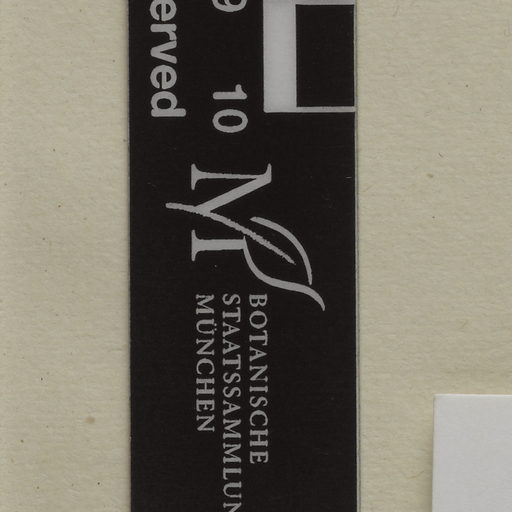 erved
9 10
M
BOTANISCHE
STAATSSAMMLUN
MÜNCHEN